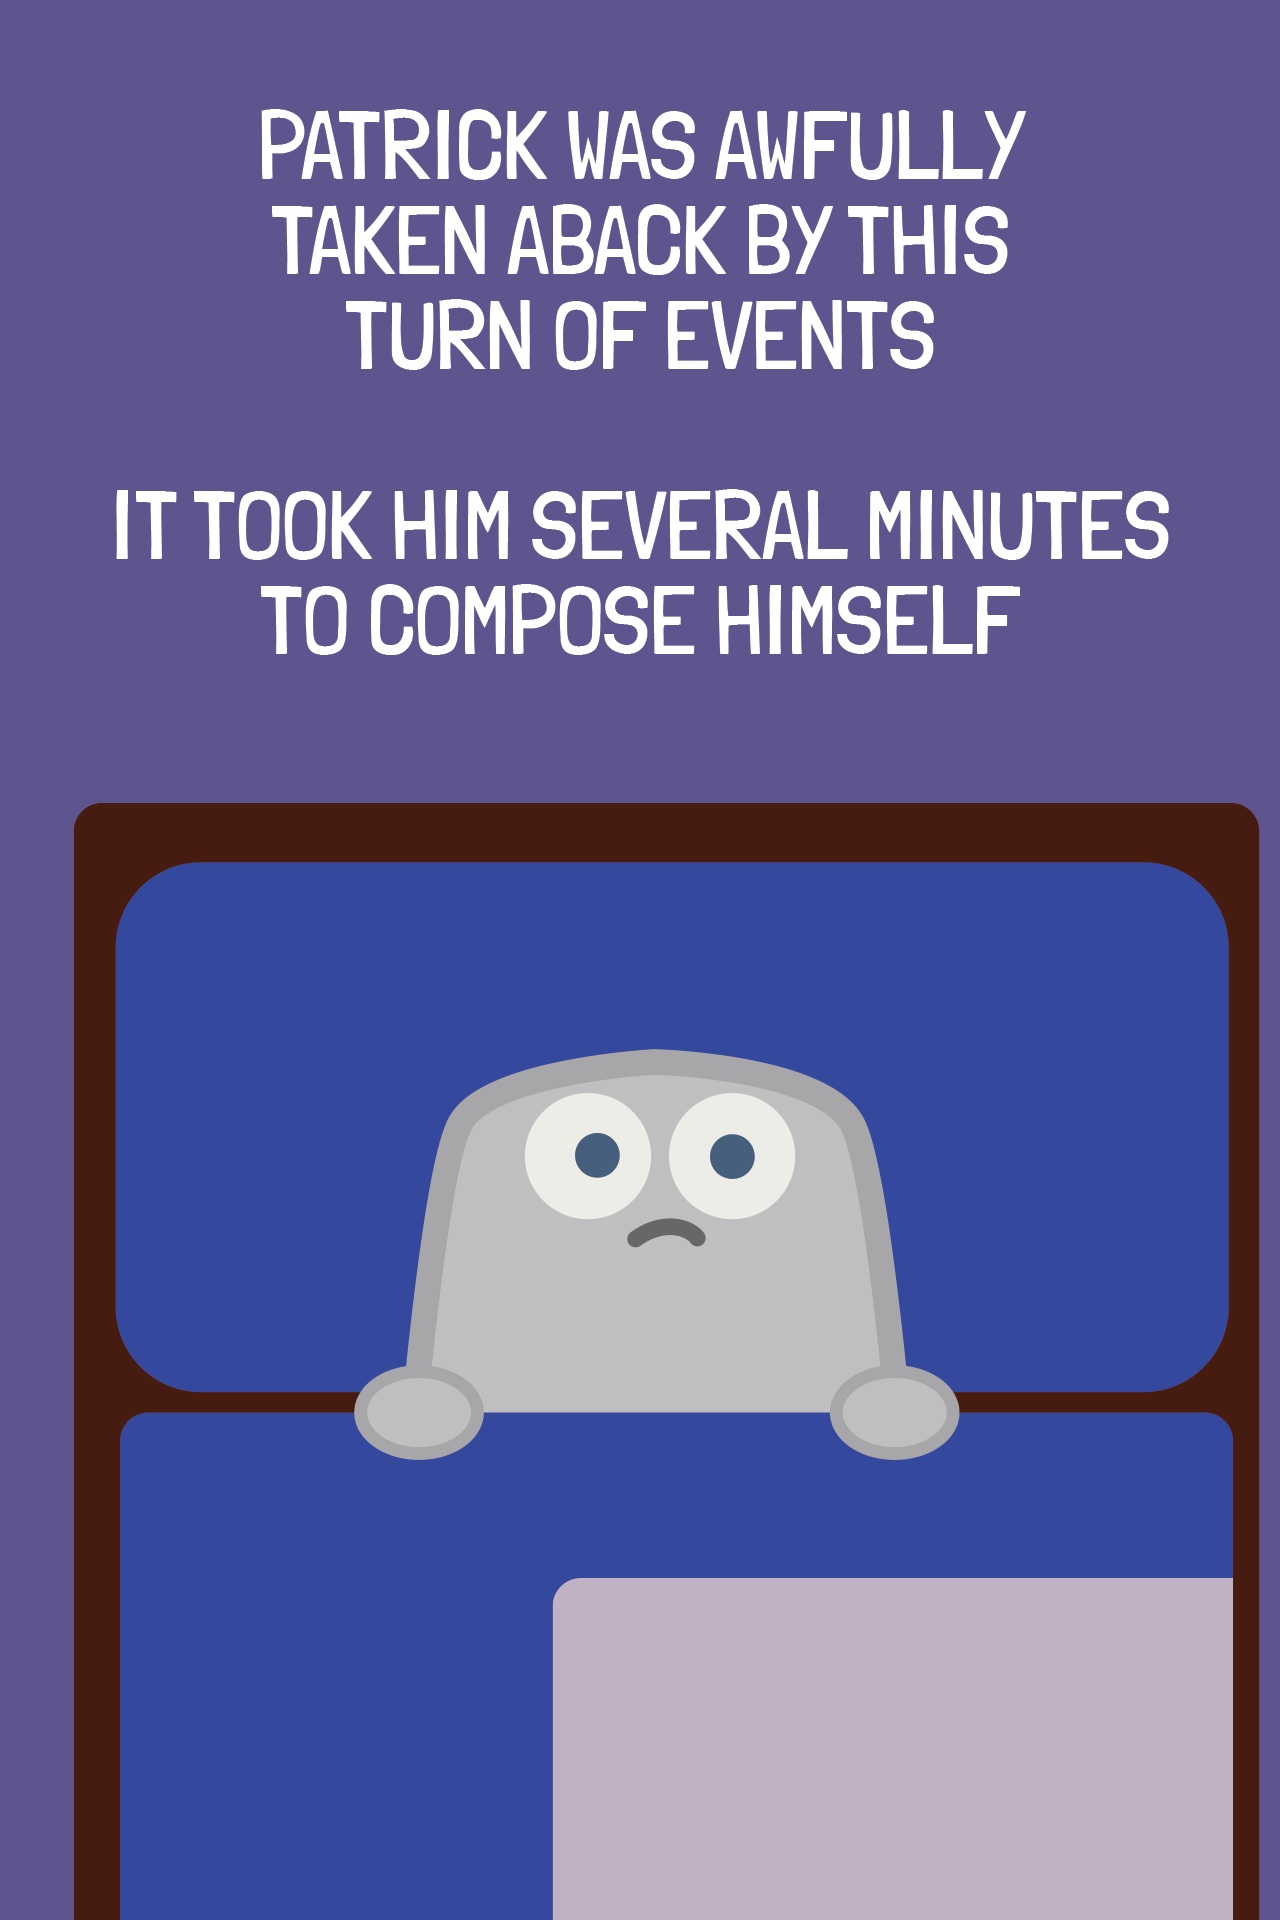 PATRICK WAS AWFULLY
TAKEN ABACK BY THIS
TURN OF EVENTS
IT TOOK HIM SEVERAL MINUTES
TO COMPOSE HIMSELF